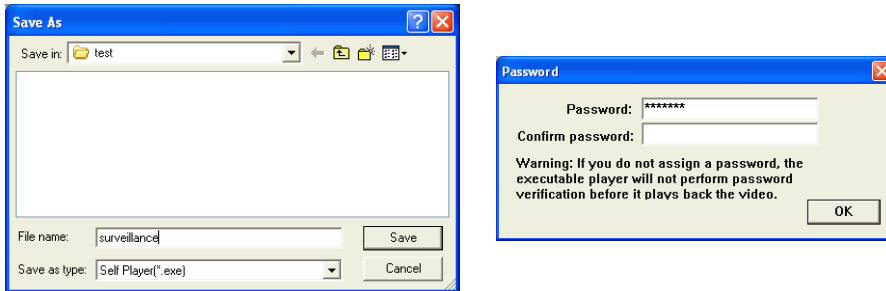 Save As
Save in: test
File name: surveillance
Save
Save as type: Self Player(*.exe)
Cancel
Password
Password: *******
Confirm password:
Warning: If you do not assign a password, the
executable player will not perform password
verification before it plays back the video.
OK